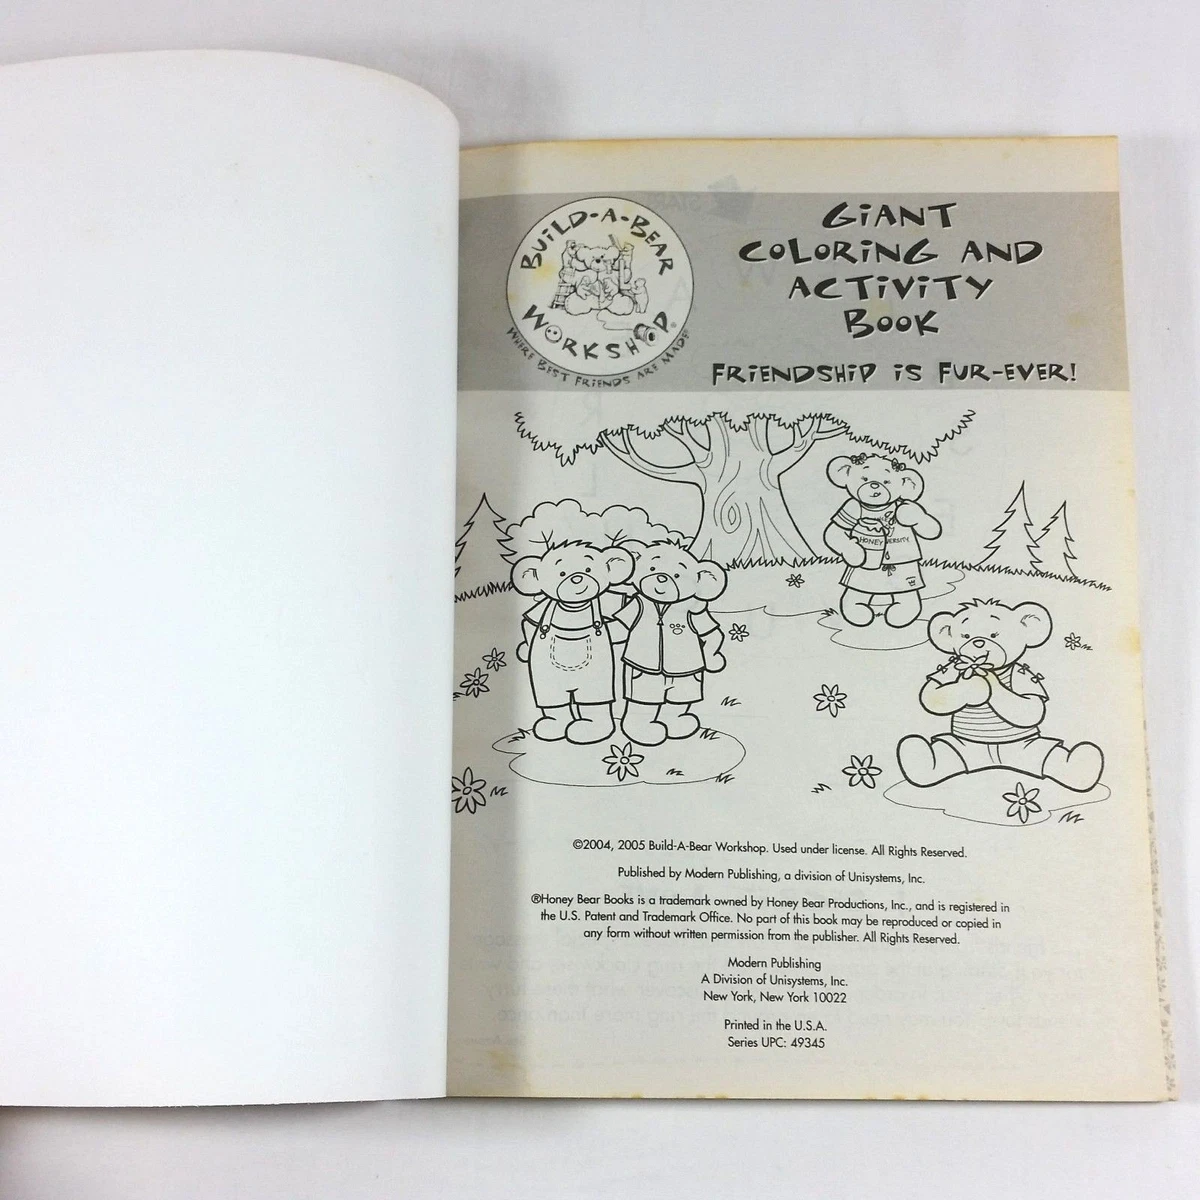 BUILD-A-BEAR
WORKSHOP®
WHERE BEST FRIENDS ARE MADE®
GIANT
COLORING AND
ACTIVITY
BOOK
FRIENDSHIP IS FUR-EVER!
HONEY
VERSITY
©2004, 2005 Build-A-Bear Workshop. Used under license. All Rights Reserved.
Published by Modern Publishing, a division of Unisystems, Inc.
®Honey Bear Books is a trademark owned by Honey Bear Productions, Inc., and is registered in
the U.S. Patent and Trademark Office. No part of this book may be reproduced or copied in
any form without written permission from the publisher. All Rights Reserved.
Modern Publishing
A Division of Unisystems, Inc.
New York, New York 10022
Printed in the U.S.A.
Series UPC: 49345